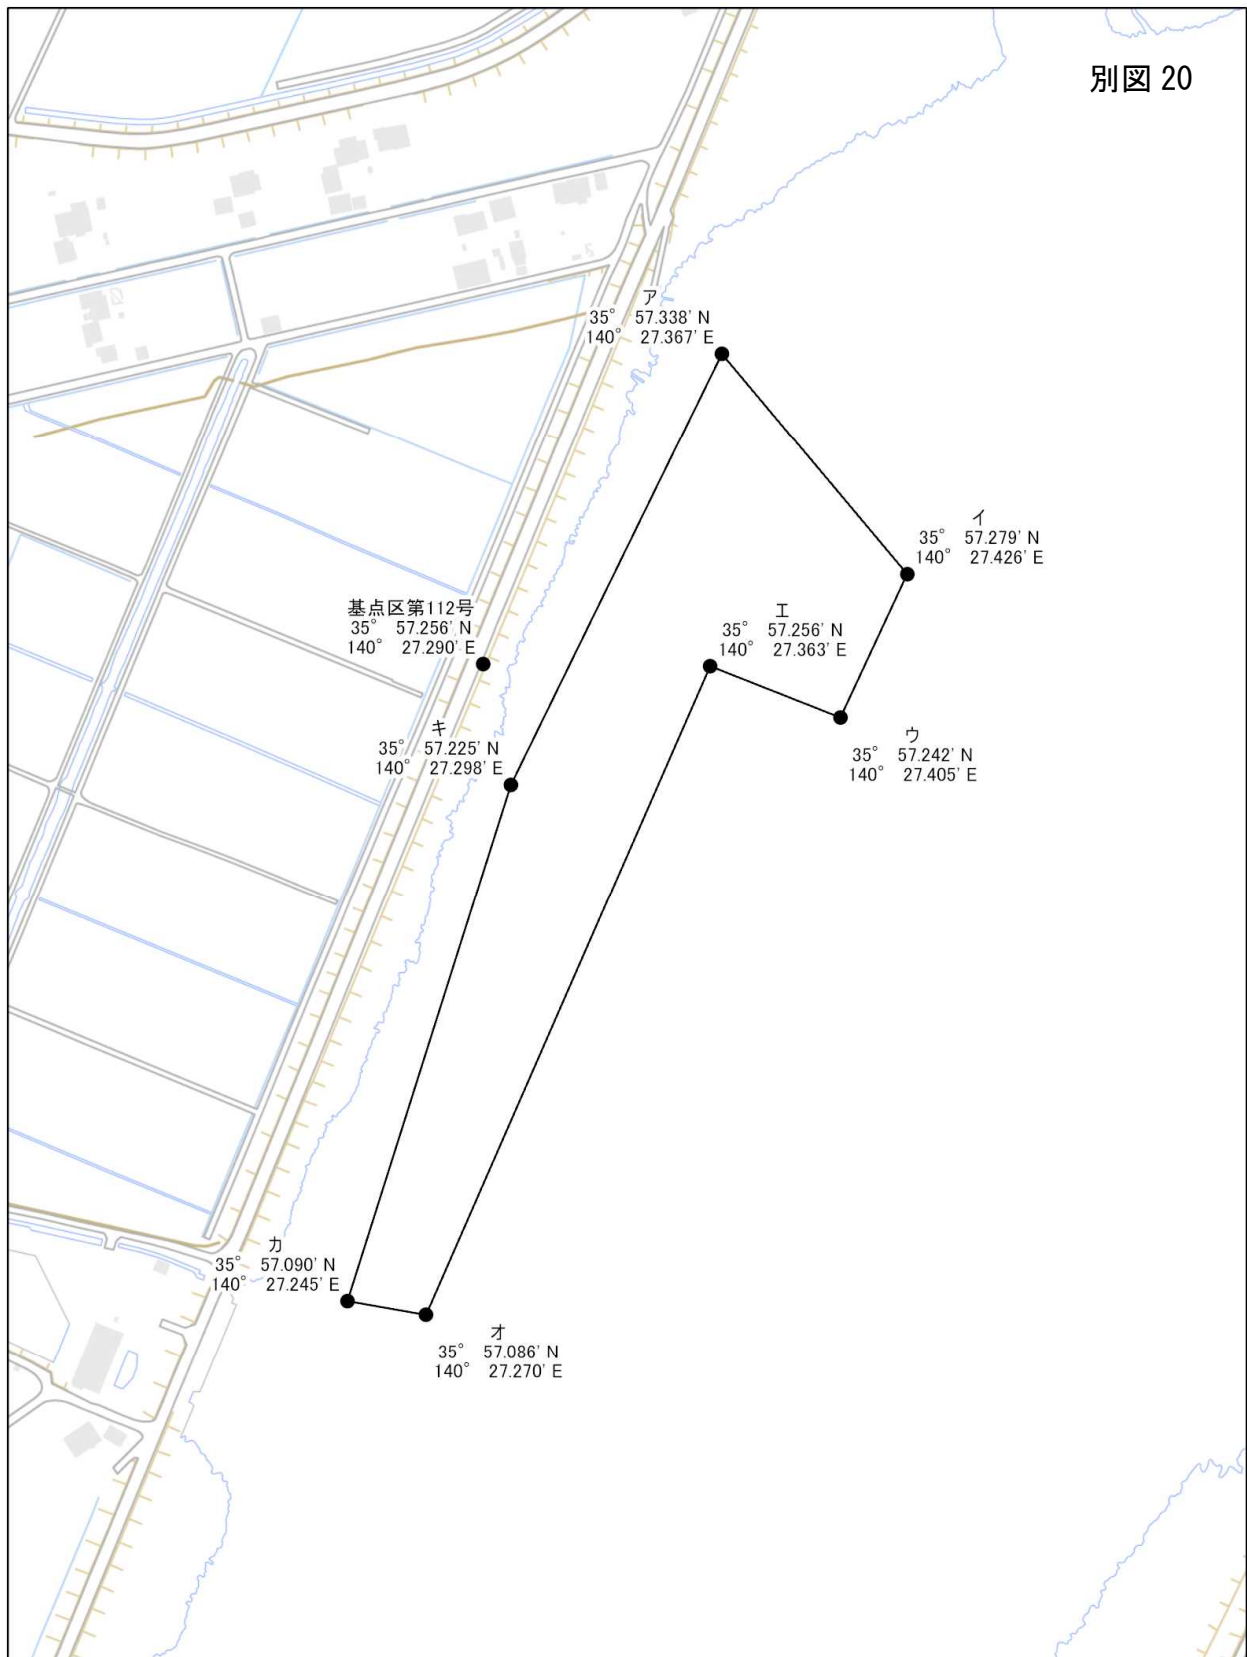 別図 20
ア
35° 57.338' N
140° 27.367' E
イ
35° 57.279' N
140° 27.426' E
基点区第112号
35° 57.256' N
140° 27.290' E
エ
35° 57.256' N
140° 27.363' E
キ
35° 57.225' N
140° 27.298' E
ウ
35° 57.242' N
140° 27.405' E
カ
35° 57.090' N
140° 27.245' E
オ
35° 57.086' N
140° 27.270' E